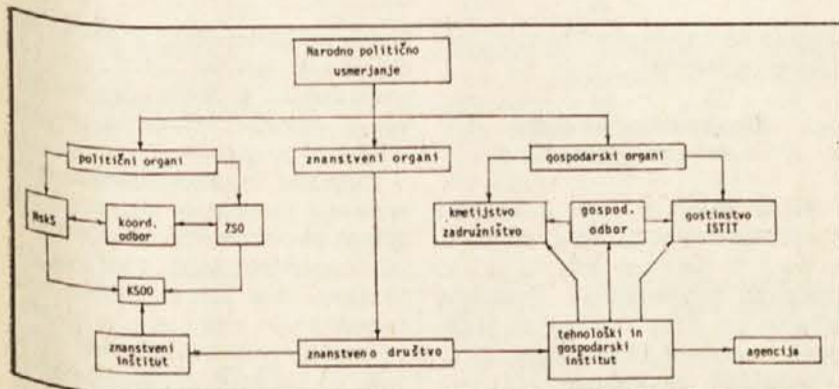 Narodno politično
usmerjanje
politični organi
znanstveni organi
gospodarski organi
NskS
koord.
odbor
ZSO
kmetijstvo
zadružništvo
gospod.
odbor
gostinstvo
ISTIT
KSOO
znanstveni
inštitut
znanstveno društvo
tehnološki in
gospodarski
inštitut
agencija